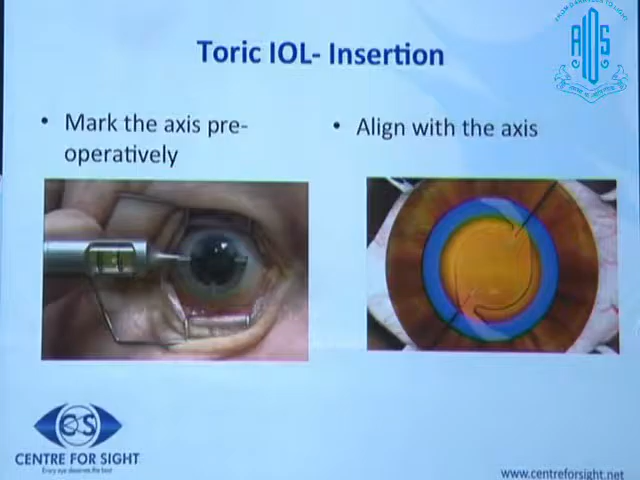 Toric IOL- Insertion
• Mark the axis pre-
operatively
• Align with the axis
AIOS
CENTRE FOR SIGHT
Every eye deserves the best
www.centreforsight.net